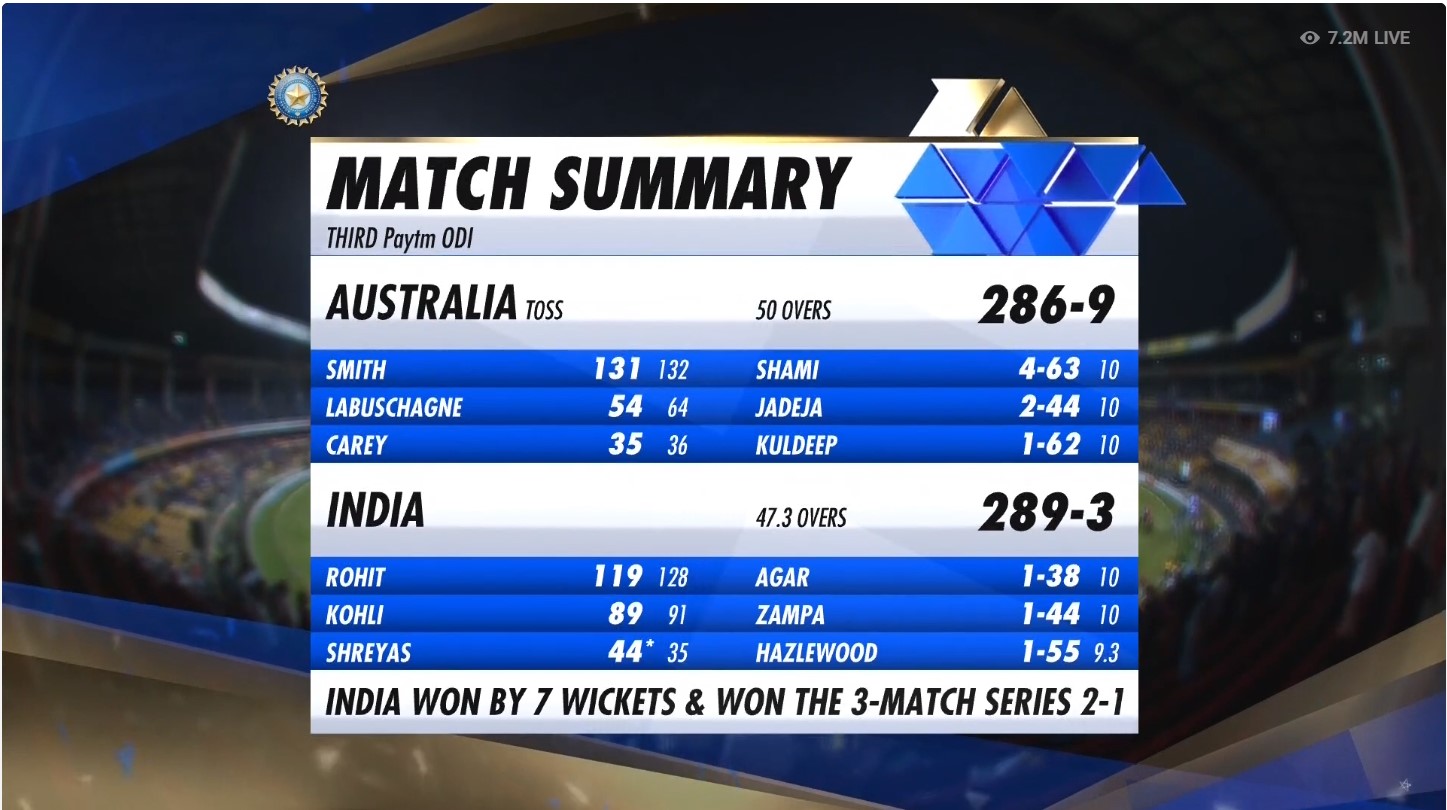 7.2M LIVE
MATCH SUMMARY
THIRD Paytm ODI
AUSTRALIA TOSS 50 OVERS 286-9
SMITH 131 132 SHAMI 4-63 10
LABUSCHAGNE 54 64 JADEJA 2-44 10
CAREY 35 36 KULDEEP 1-62 10
INDIA 47.3 OVERS 289-3
ROHIT 119 128 AGAR 1-38 10
KOHLI 89 91 ZAMPA 1-44 10
SHREYAS 44* 35 HAZLEWOOD 1-55 9.3
INDIA WON BY 7 WICKETS & WON THE 3-MATCH SERIES 2-1